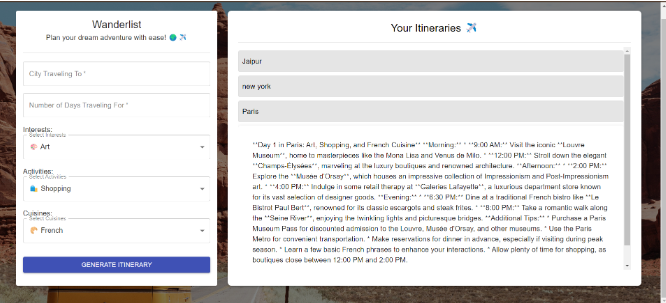 Wanderlist
Plan your dream adventure with ease! 🌍 ✈️
City Traveling To *
Number of Days Traveling For *
Interests:
Select Interests
Art
Activities:
Select Activities
Shopping
Cuisines:
Select Cuisines
French
GENERATE ITINERARY
Your Itineraries ✈️
Jaipur
new york
Paris
**Day 1 in Paris: Art, Shopping, and French Cuisine** **Morning:** * **9:00 AM:** Visit the iconic **Louvre
Museum**, home to masterpieces like the Mona Lisa and Venus de Milo. * **12:00 PM:** Stroll down the elegant
**Champs-Élysées**, marveling at the luxury boutiques and renowned architecture. **Afternoon:** * **2:00 PM:**
Explore the **Musée d'Orsay**, which houses an impressive collection of Impressionism and Post-Impressionism
art. * **4:00 PM:** Indulge in some retail therapy at **Galeries Lafayette**, a luxurious department store known
for its vast selection of designer goods. **Evening:** * **6:30 PM:** Dine at a traditional French bistro like **Le
Bistrot Paul Bert**, renowned for its classic escargots and steak frites. * **8:00 PM:** Take a romantic walk along
the **Seine River**, enjoying the twinkling lights and picturesque bridges. **Additional Tips:** * Purchase a Paris
Museum Pass for discounted admission to the Louvre, Musée d'Orsay, and other museums. * Use the Paris
Metro for convenient transportation. * Make reservations for dinner in advance, especially if visiting during peak
season. * Learn a few basic French phrases to enhance your interactions. * Allow plenty of time for shopping, as
boutiques close between 12:00 PM and 2:00 PM.